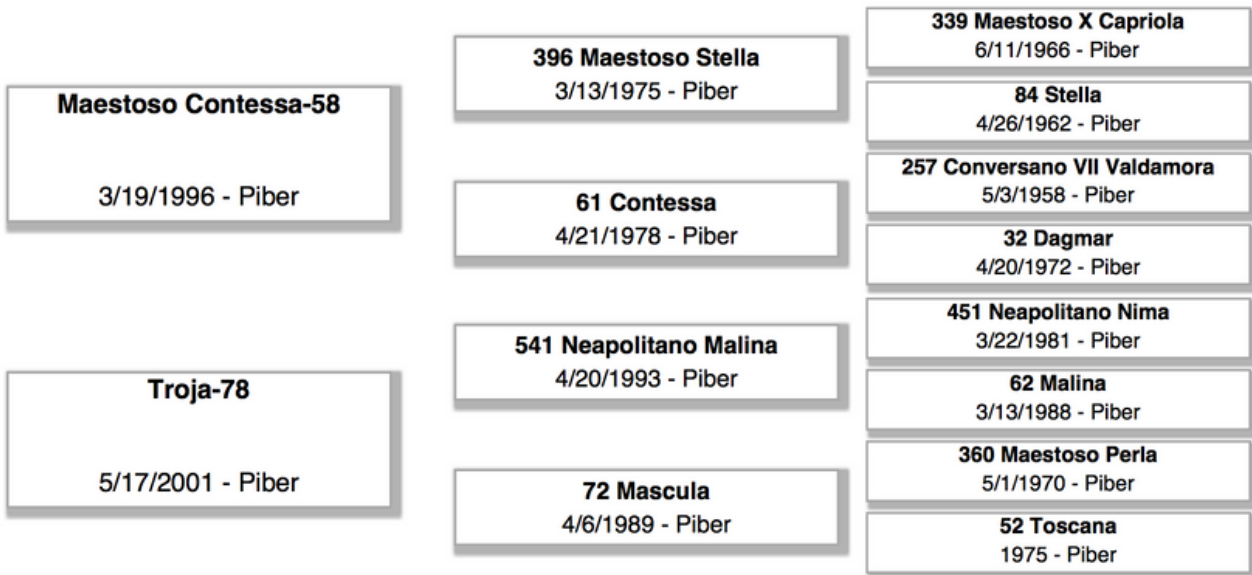 Maestoso Contessa-58
3/19/1996 - Piber
Troja-78
5/17/2001 - Piber
396 Maestoso Stella
3/13/1975 - Piber
61 Contessa
4/21/1978 - Piber
541 Neapolitano Malina
4/20/1993 - Piber
72 Mascula
4/6/1989 - Piber
339 Maestoso X Capriola
6/11/1966 - Piber
84 Stella
4/26/1962 - Piber
257 Conversano VII Valdamora
5/3/1958 - Piber
32 Dagmar
4/20/1972 - Piber
451 Neapolitano Nima
3/22/1981 - Piber
62 Malina
3/13/1988 - Piber
360 Maestoso Perla
5/1/1970 - Piber
52 Toscana
1975 - Piber